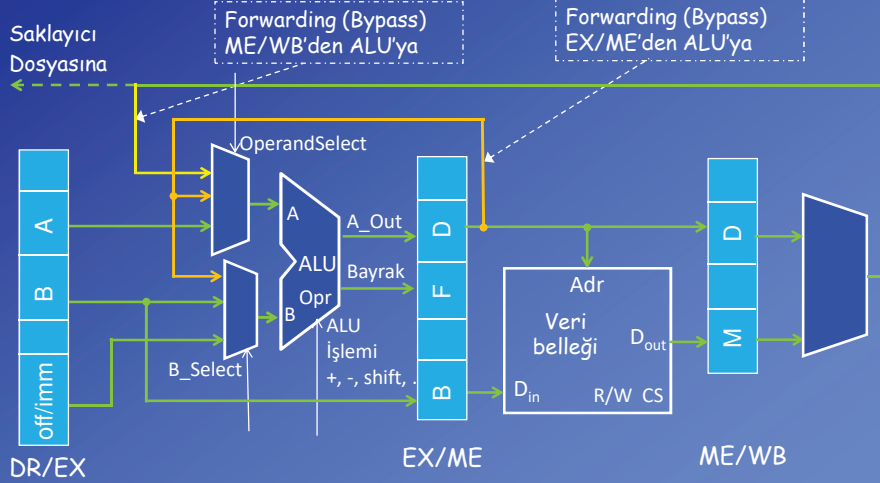 Saklayıcı
Dosyasına
Forwarding (Bypass)
ME/WB'den ALU'ya
Forwarding (Bypass)
EX/ME'den ALU'ya
OperandSelect
A
B
off/imm
DR/EX
A
ALU
Opr
B
B_Select
A_Out
Bayrak
ALU
İşlemi
+, -, shift, .
D
F
B
EX/ME
Adr
Veri
belleği
Dout
Din
R/W CS
D
M
ME/WB